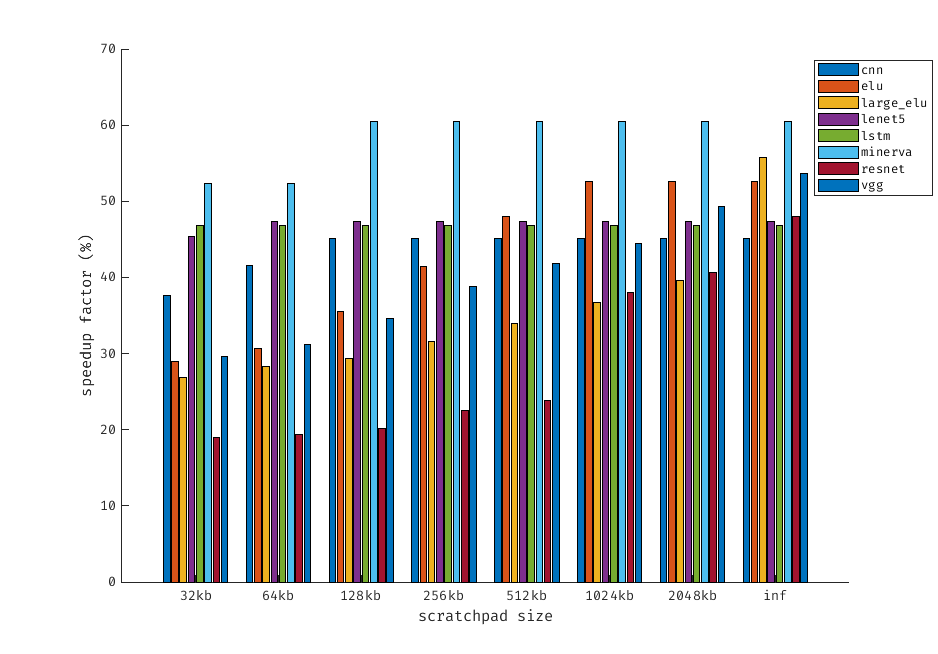 70
60
50
40
30
20
10
0
speedup factor (%)
32kb 64kb 128kb 256kb 512kb 1024kb 2048kb inf
scratchpad size
cnn
elu
large_elu
lenet5
lstm
minerva
resnet
vgg